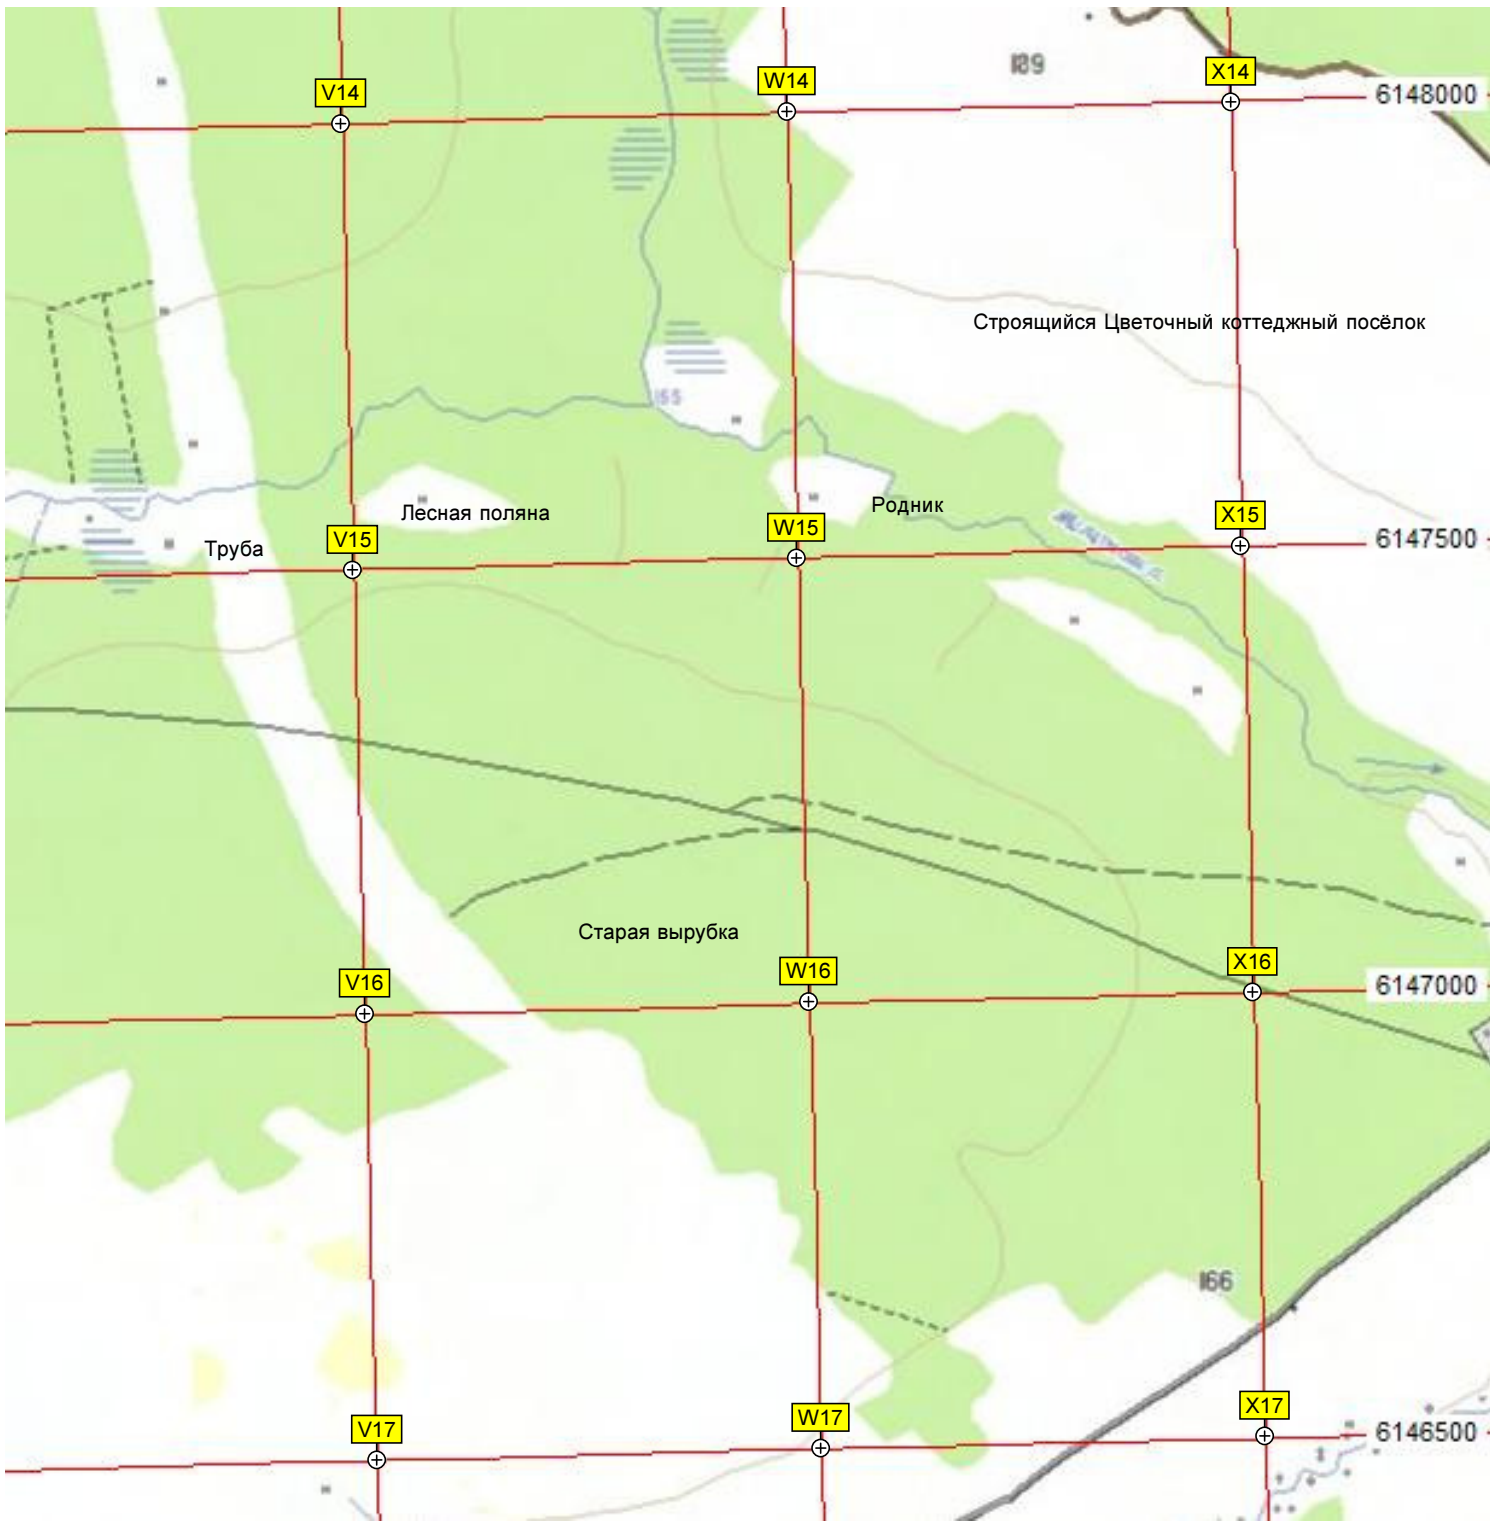 189
V14
W14
X14
6148000
Строящийся Цветочный коттеджный посёлок
155
Лесная поляна
Родник
Труба
V15
W15
X15
6147500
Старая вырубка
V16
W16
X16
6147000
166
V17
W17
X17
6146500